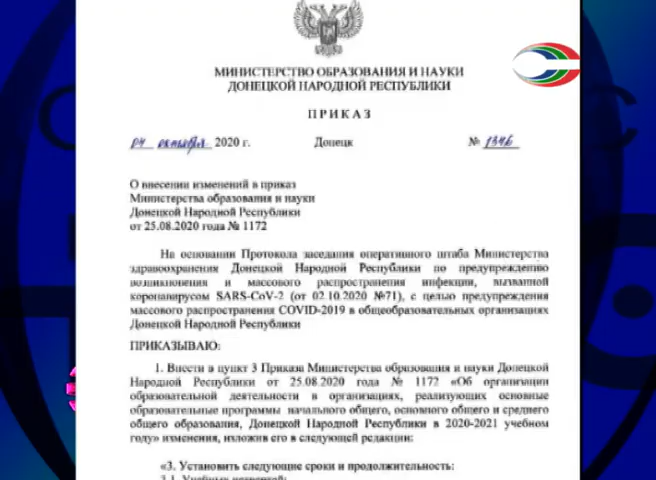 МИНИСТЕРСТВО ОБРАЗОВАНИЯ И НАУКИ
ДОНЕЦКОЙ НАРОДНОЙ РЕСПУБЛИКИ
ПРИКАЗ
04 октября 2020 г. Донецк № 1346
О внесении изменений в приказ
Министерства образования и науки
Донецкой Народной Республики
от 25.08.2020 года № 1172
На основании Протокола заседания оперативного штаба Министерства
здравоохранения Донецкой Народной Республики по предупреждению
возникновения и массового распространения инфекции, вызванной
коронавирусом SARS-CoV-2 (от 02.10.2020 №71), с целью предупреждения
массового распространения COVID-2019 в общеобразовательных организациях
Донецкой Народной Республики
ПРИКАЗЫВАЮ:
1. Внести в пункт 3 Приказа Министерства образования и науки Донецкой
Народной Республики от 25.08.2020 года № 1172 «Об организации
образовательной деятельности в организациях, реализующих основные
образовательные программы начального общего, основного общего и среднего
общего образования, Донецкой Народной Республики в 2020-2021 учебном
году» изменения, изложив его в следующей редакции:
«3. Установить следующие сроки и продолжительность: